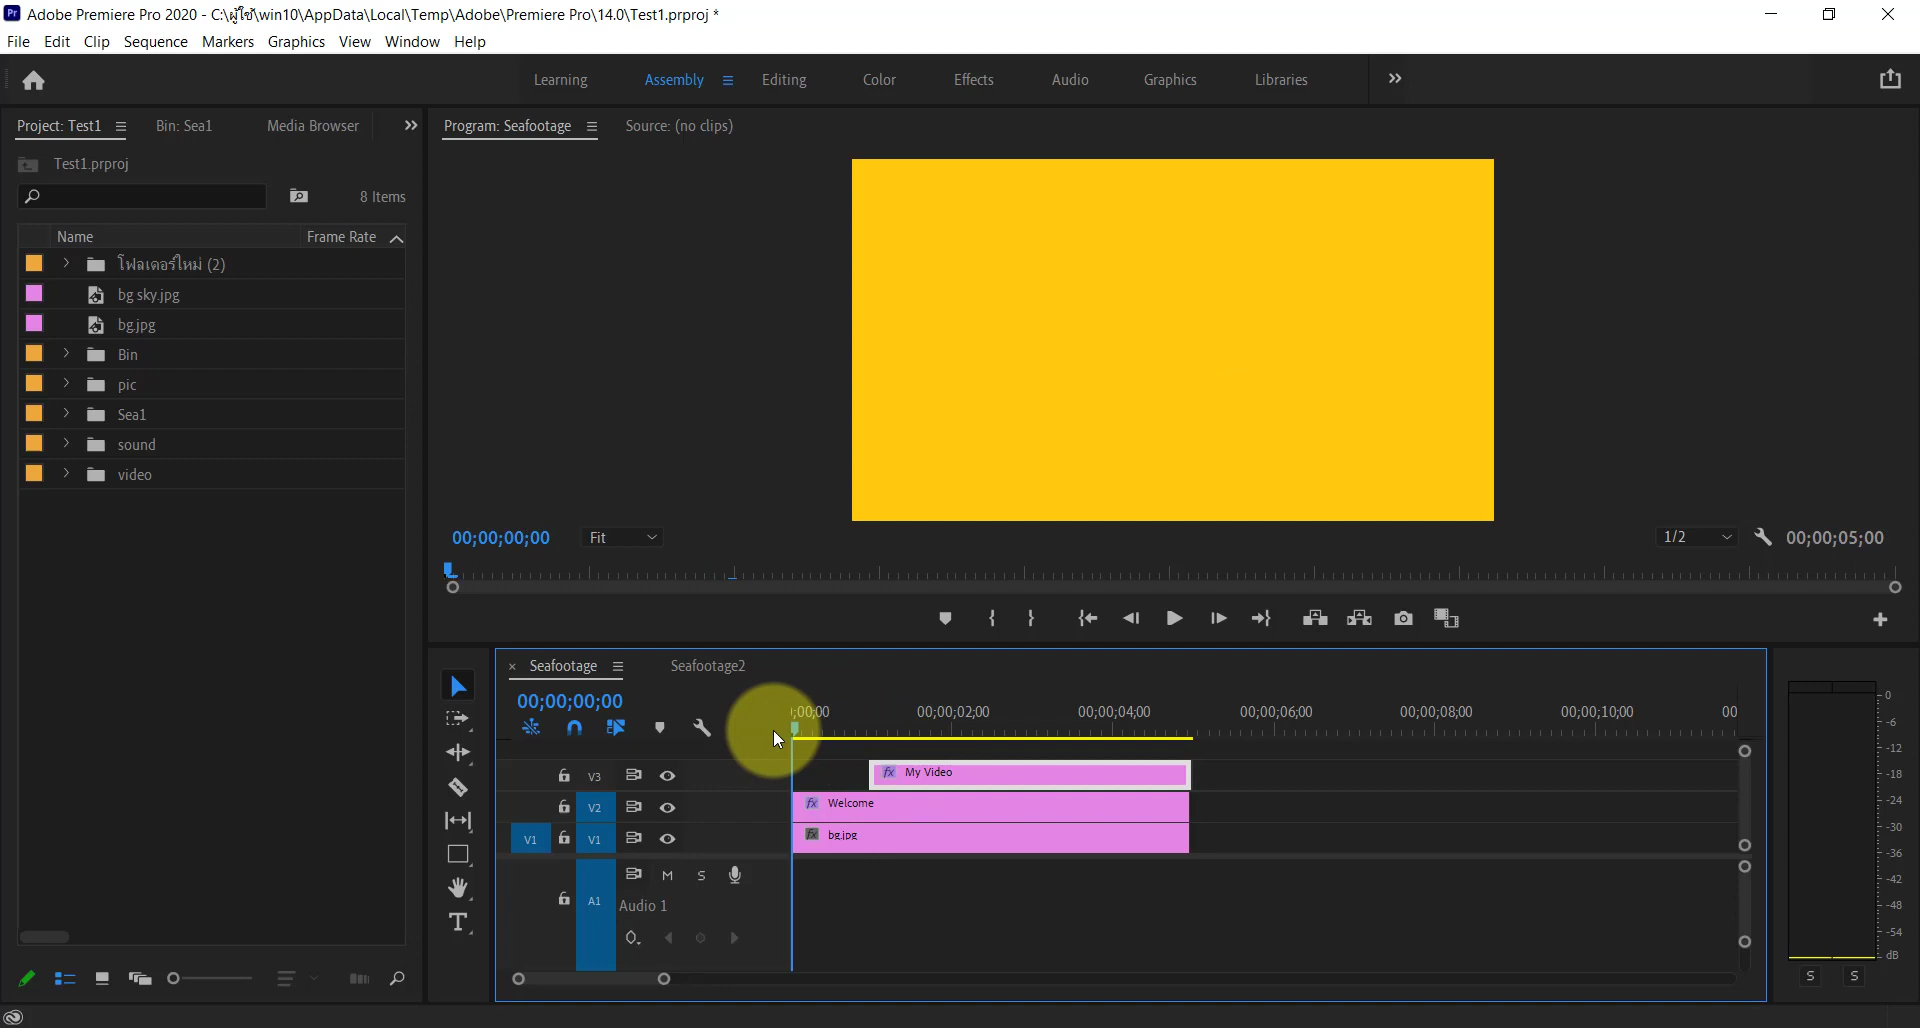 Pr Adobe Premiere Pro 2020 - C:\ผู้ใช้\win10\AppData\Local\Temp\Adobe\Premiere Pro\14.0\Test1.prproj *
File Edit Clip Sequence Markers Graphics View Window Help
Learning Assembly Editing Color Effects Audio Graphics Libraries
Project: Test1 Bin: Sea1 Media Browser
Program: Seafootage Source: (no clips)
Test1.prproj
8 Items
Name Frame Rate
โฟลเดอร์ใหม่ (2)
bg sky.jpg
bg.jpg
Bin
pic
Sea1
sound
video
00;00;00;00 Fit 1/2 00;00;05;00
× Seafootage Seafootage2
00;00;00;00
;00;00 00;00;02;00 00;00;04;00 00;00;06;00 00;00;08;00 00;00;10;00 00
V3 fx My Video
V2 fx Welcome
V1 V1 fx bg.jpg
M S
A1 Audio 1
T
0
-6
-12
-18
-24
-30
-36
-42
-48
-54
dB
S S